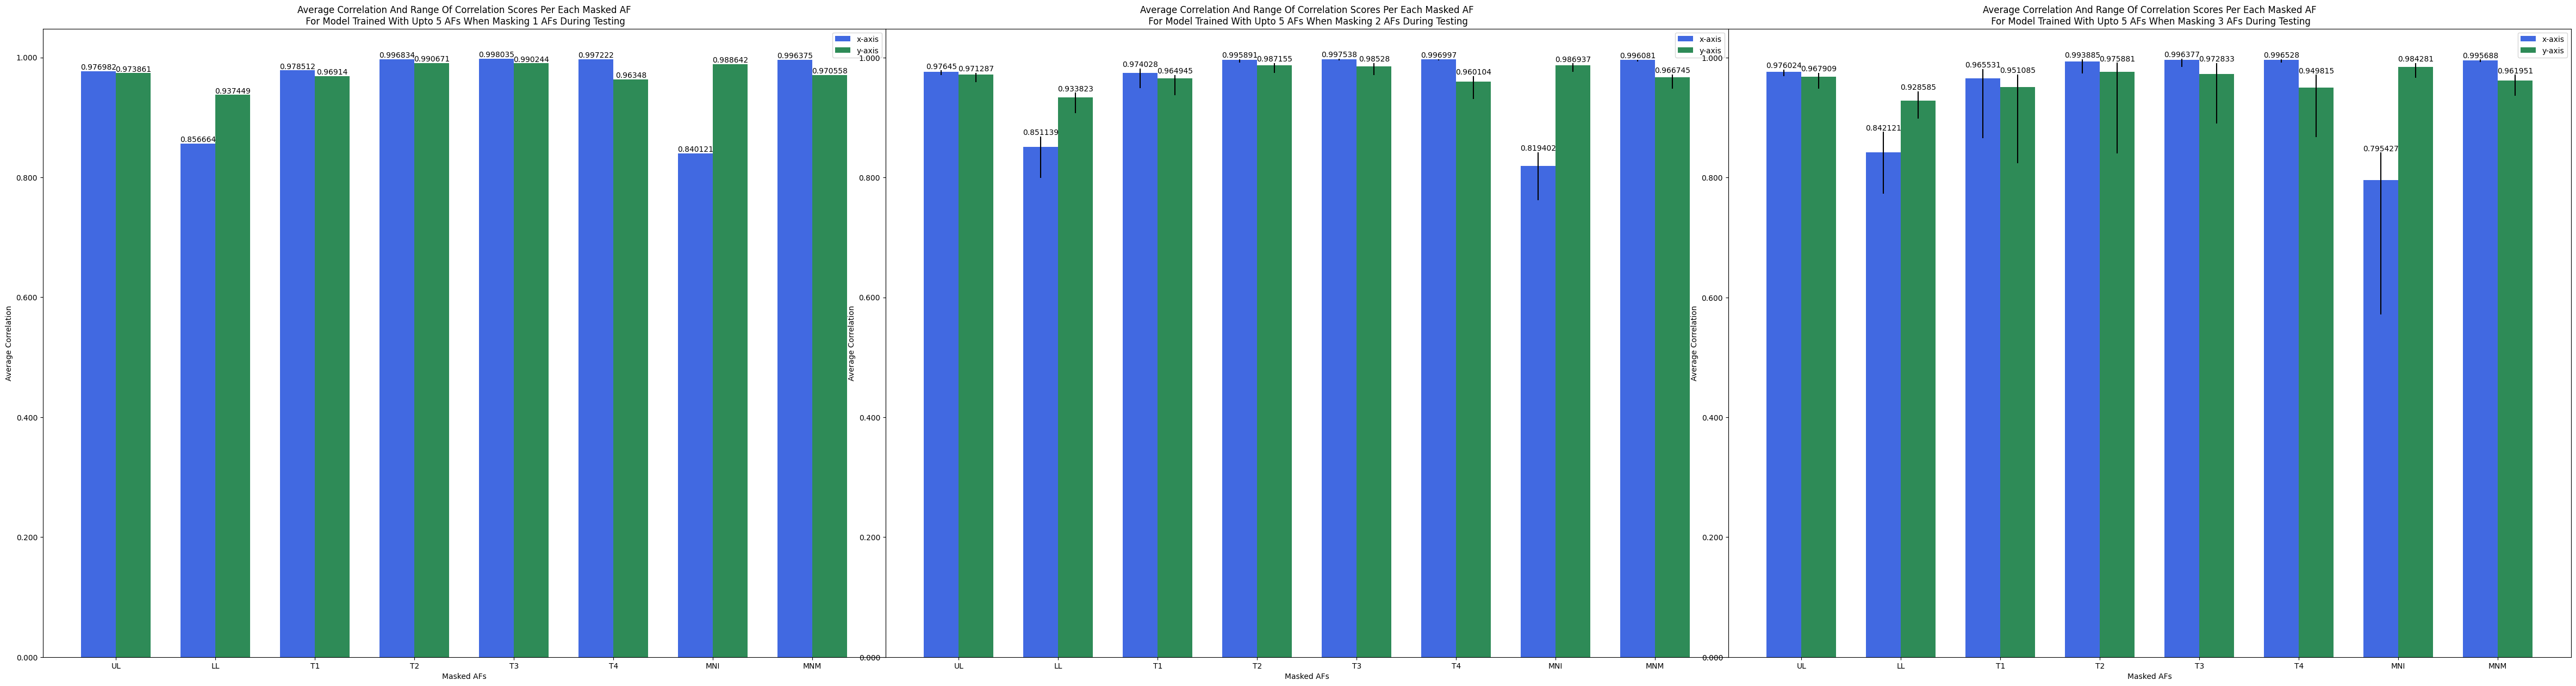 Average Correlation And Range Of Correlation Scores Per Each Masked AF
For Model Trained With Upto 5 AFs When Masking 1 AFs During Testing
x-axis
y-axis
1.000
0.800
0.600
0.400
0.200
0.000
Average Correlation
0.976982
0.973861
0.856664
0.937449
0.978512
0.96914
0.996834
0.990671
0.998035
0.990244
0.997222
0.96348
0.840121
0.988642
0.996375
0.970558
UL
LL
T1
T2
T3
T4
MNI
MNM
Masked AFs
Average Correlation And Range Of Correlation Scores Per Each Masked AF
For Model Trained With Upto 5 AFs When Masking 2 AFs During Testing
x-axis
y-axis
1.000
0.800
0.600
0.400
0.200
0.000
Average Correlation
0.97645
0.971287
0.851139
0.933823
0.974028
0.964945
0.995891
0.987155
0.997538
0.98528
0.996997
0.960104
0.819402
0.986937
0.996081
0.966745
UL
LL
T1
T2
T3
T4
MNI
MNM
Masked AFs
Average Correlation And Range Of Correlation Scores Per Each Masked AF
For Model Trained With Upto 5 AFs When Masking 3 AFs During Testing
x-axis
y-axis
1.000
0.800
0.600
0.400
0.200
0.000
Average Correlation
0.976024
0.967909
0.842121
0.928585
0.965531
0.951085
0.993885
0.975881
0.996377
0.972833
0.996528
0.949815
0.795427
0.984281
0.995688
0.961951
UL
LL
T1
T2
T3
T4
MNI
MNM
Masked AFs